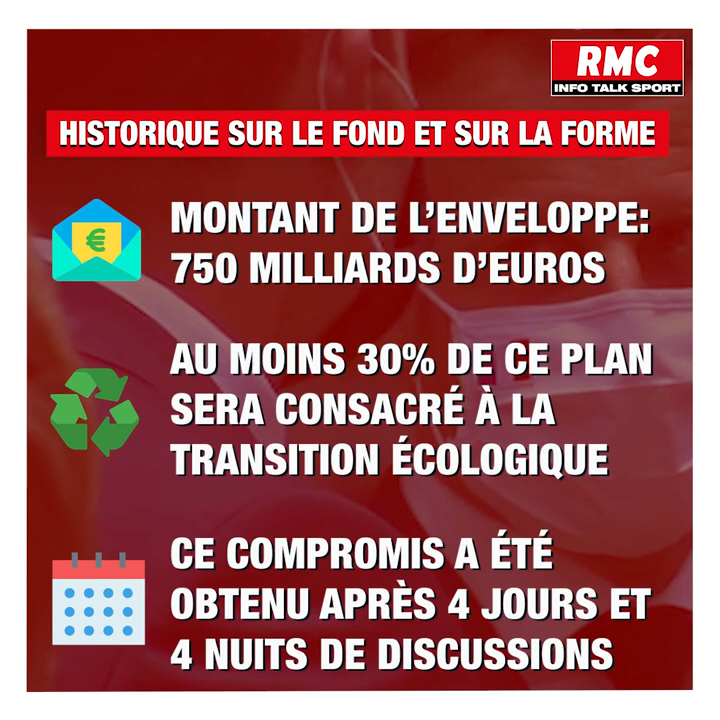 RMC
INFO TALK SPORT
HISTORIQUE SUR LE FOND ET SUR LA FORME
€
MONTANT DE L'ENVELOPPE:
750 MILLIARDS D'EUROS
AU MOINS 30% DE CE PLAN
SERA CONSACRÉ À LA
TRANSITION ÉCOLOGIQUE
CE COMPROMIS A ÉTÉ
OBTENU APRÈS 4 JOURS ET
4 NUITS DE DISCUSSIONS